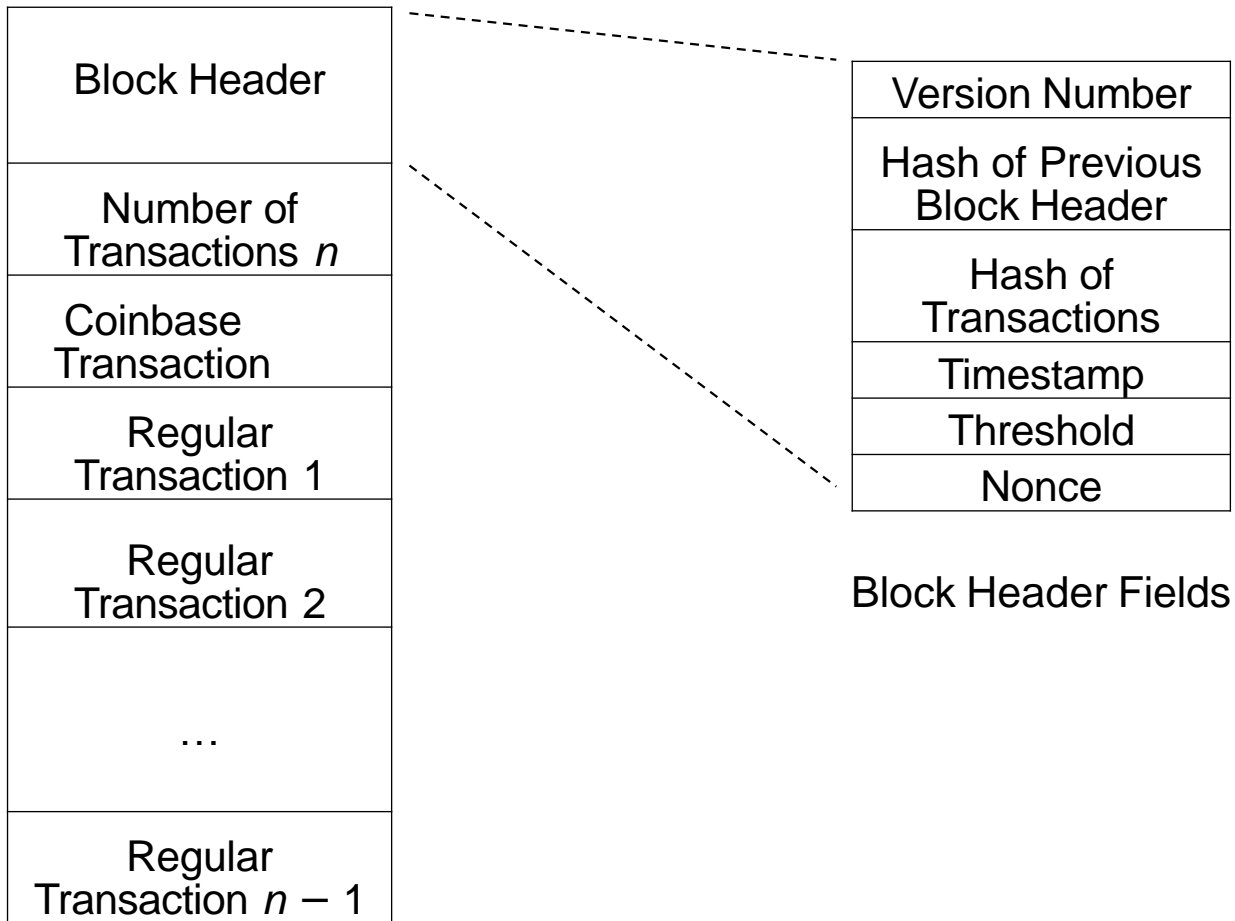 Block Header
Number of
Transactions n
Coinbase
Transaction
Regular
Transaction 1
Regular
Transaction 2
…
Regular
Transaction n − 1
Version Number
Hash of Previous
Block Header
Hash of
Transactions
Timestamp
Threshold
Nonce
Block Header Fields